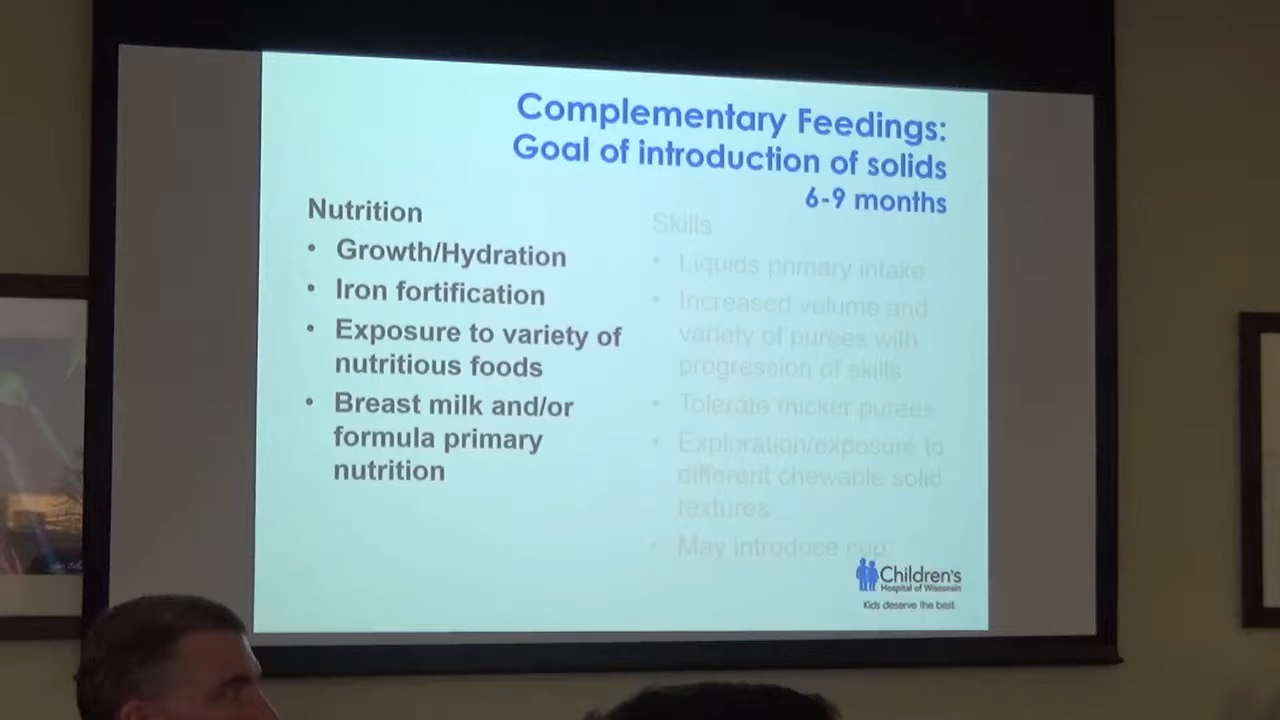 Complementary Feedings:
Goal of introduction of solids
6-9 months
Nutrition
• Growth/Hydration
• Iron fortification
• Exposure to variety of
nutritious foods
• Breast milk and/or
formula primary
nutrition
Skills
• Liquids primary intake
• Increased volume and
variety of purees with
progression of skills
• Tolerate thicker purees
• Exploration/exposure to
different chewable solid
textures
• May introduce cup
Children's
Hospital of Wisconsin
Kids deserve the best.